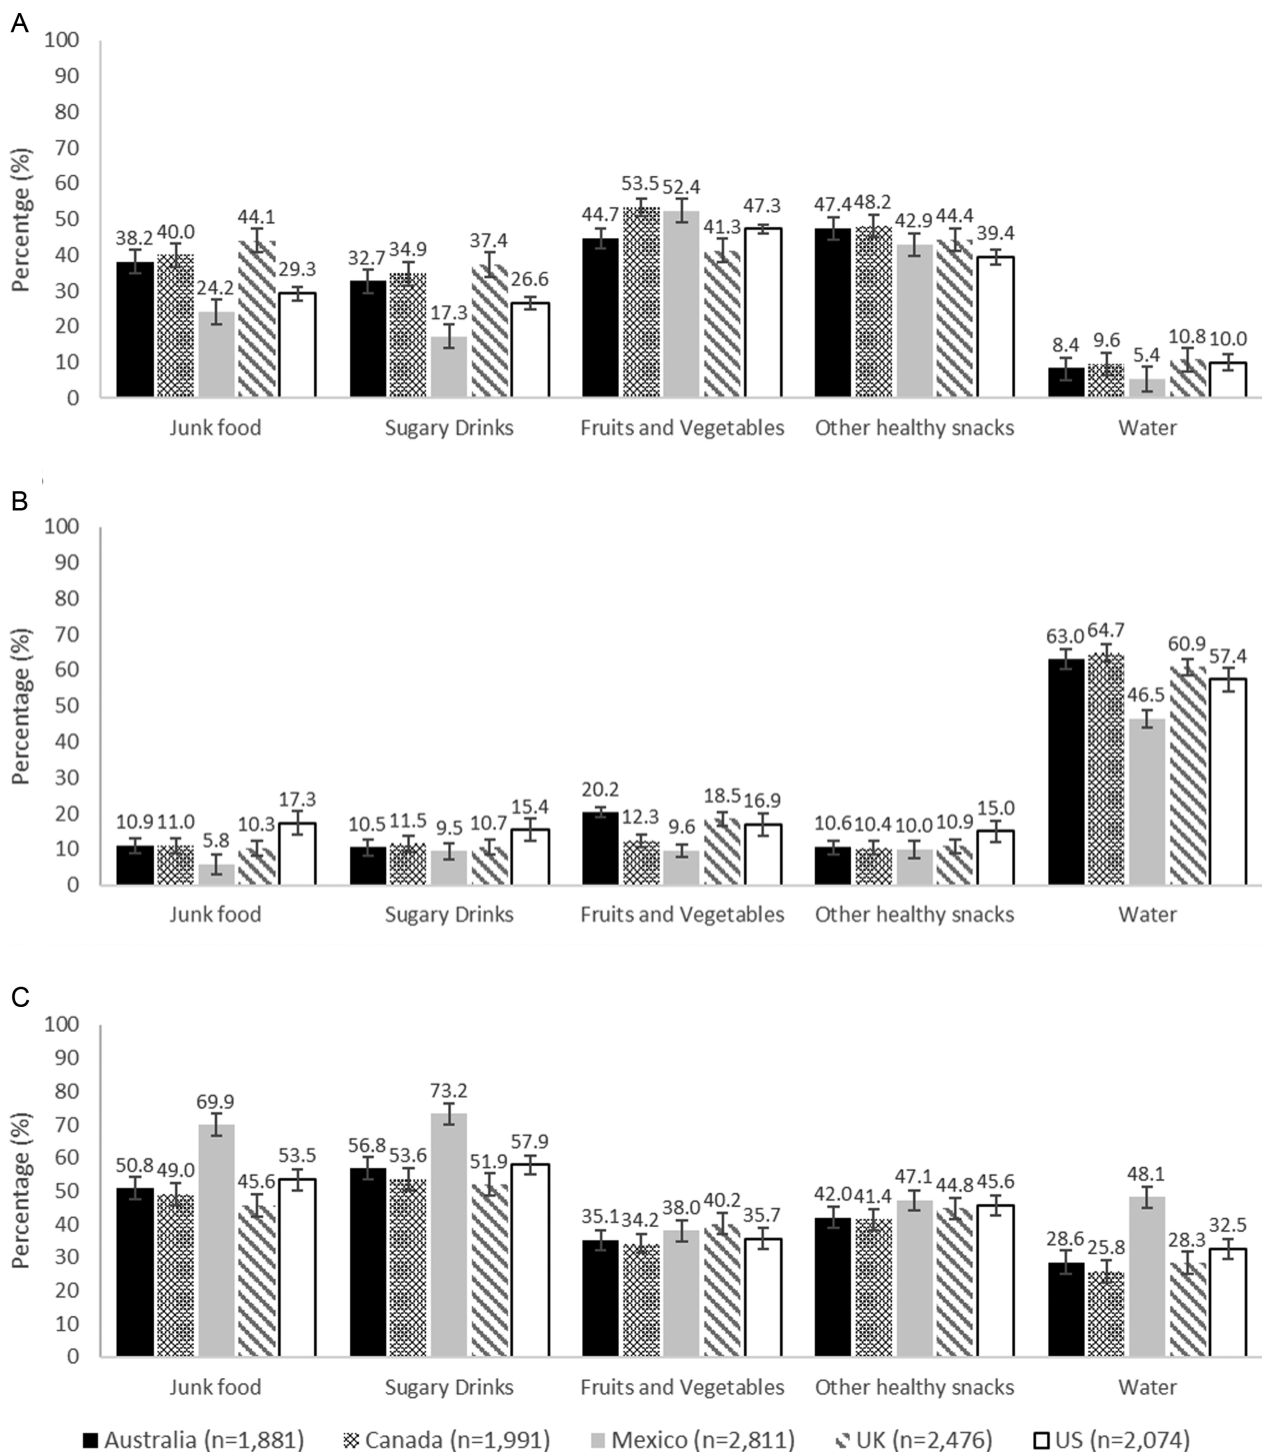 A
Percentge (%)
100
90
80
70
60
50
40
30
20
10
0
38.2 40.0 24.2 44.1 29.3
32.7 34.9 17.3 37.4 26.6
44.7 53.5 52.4 41.3 47.3
47.4 48.2 42.9 44.4 39.4
8.4 9.6 5.4 10.8 10.0
Junk food Sugary Drinks Fruits and Vegetables Other healthy snacks Water
B
Percentage (%)
100
90
80
70
60
50
40
30
20
10
0
10.9 11.0 5.8 10.3 17.3
10.5 11.5 9.5 10.7 15.4
20.2 12.3 9.6 18.5 16.9
10.6 10.4 10.0 10.9 15.0
63.0 64.7 46.5 60.9 57.4
Junk food Sugary Drinks Fruits and Vegetables Other healthy snacks Water
C
Percentage (%)
100
90
80
70
60
50
40
30
20
10
0
50.8 49.0 69.9 45.6 53.5
56.8 53.6 73.2 51.9 57.9
35.1 34.2 38.0 40.2 35.7
42.0 41.4 47.1 44.8 45.6
28.6 25.8 48.1 28.3 32.5
Junk food Sugary Drinks Fruits and Vegetables Other healthy snacks Water
Australia (n=1,881) Canada (n=1,991) Mexico (n=2,811) UK (n=2,476) US (n=2,074)